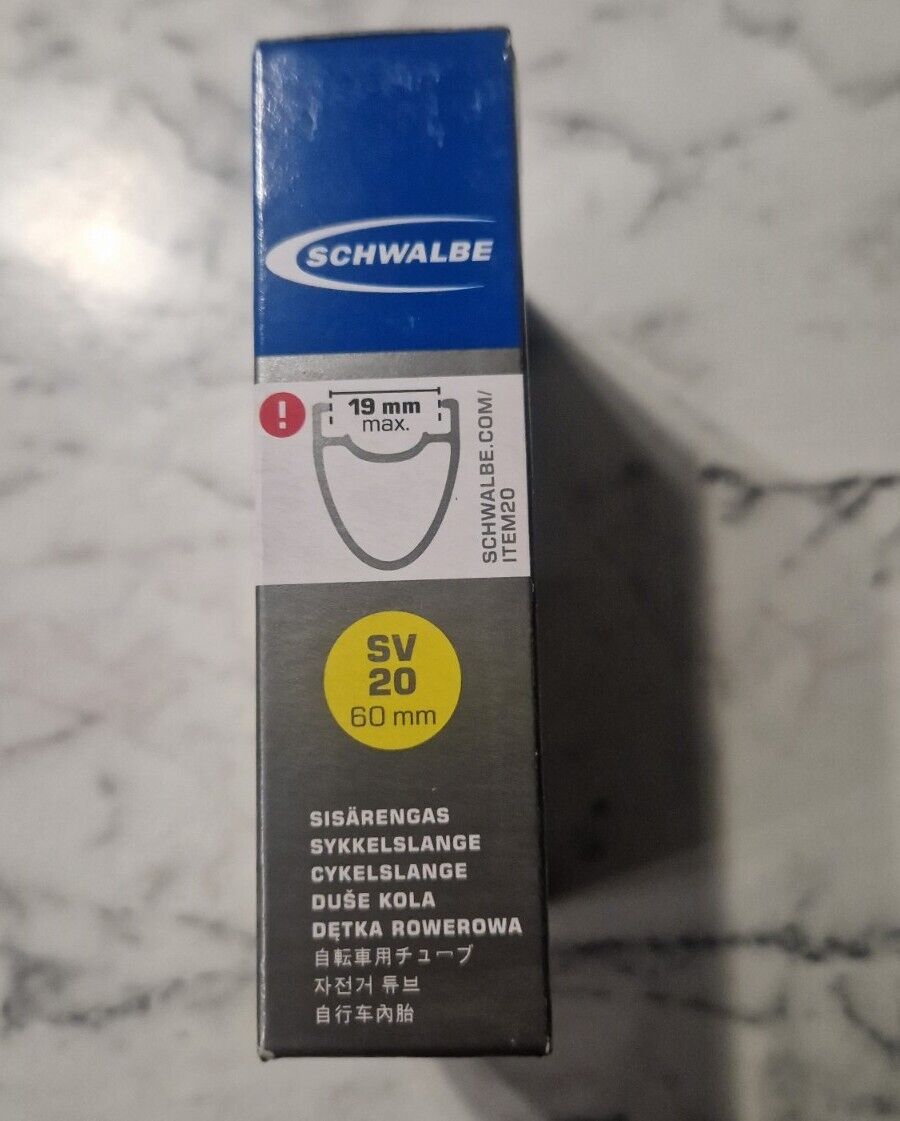 SCHWALBE
!
19 mm
max.
SCHWALBE.COM/
ITEM20
SV
20
60 mm
SISÄRENGAS
SYKKELSLANGE
CYKELSLANGE
DUŠE KOLA
DĘTKA ROWEROWA
自転車用チューブ
자전거 튜브
自行车內胎